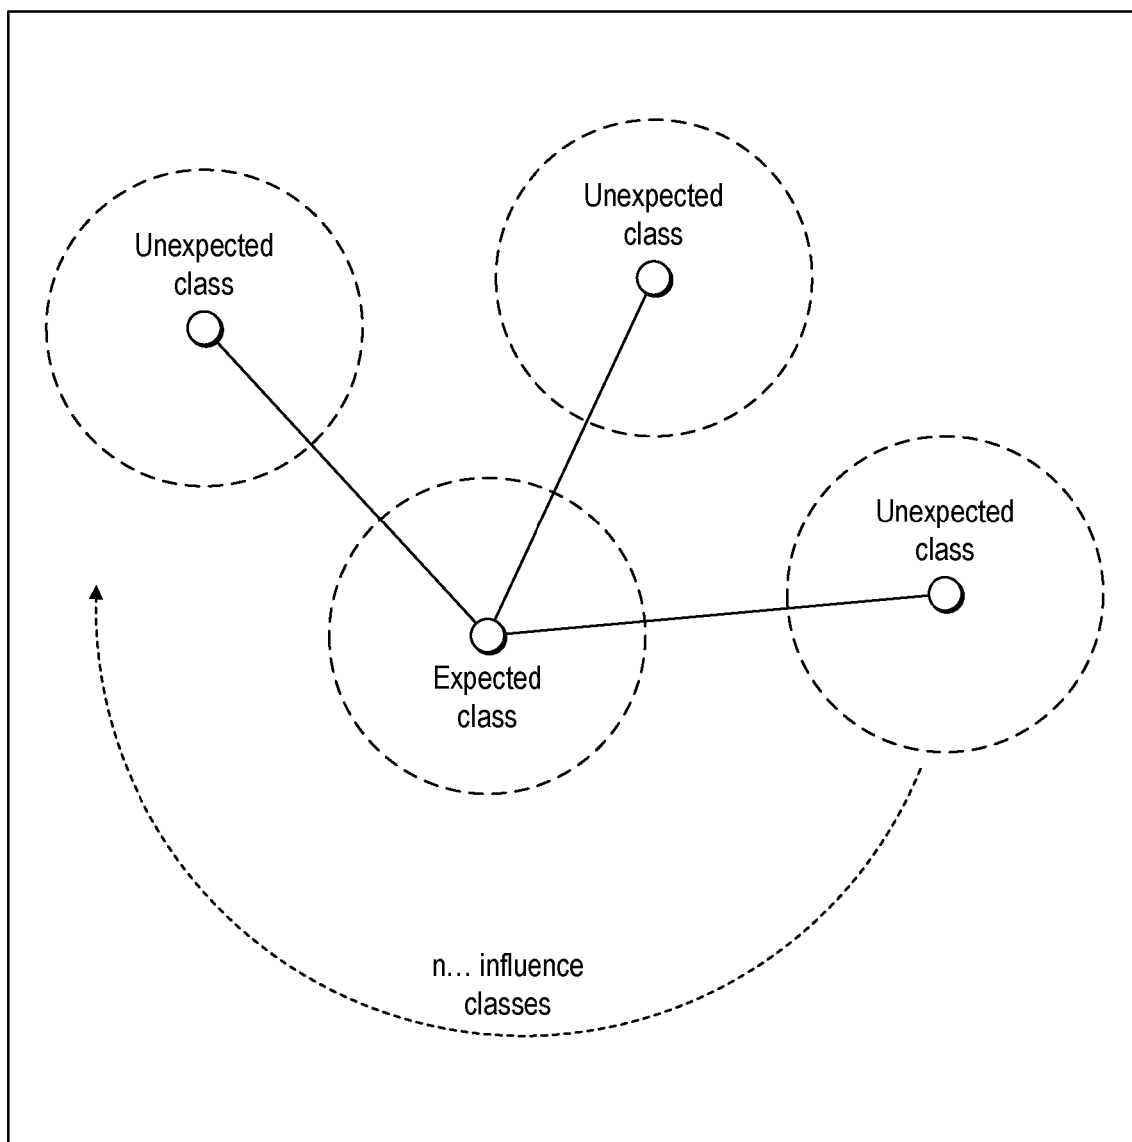 Unexpected
class
Unexpected
class
Unexpected
class
Expected
class
n... influence
classes